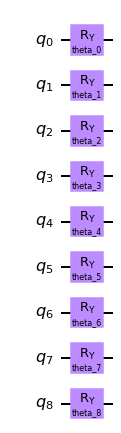 q0 RY
theta_0
q1 RY
theta_1
q2 RY
theta_2
q3 RY
theta_3
q4 RY
theta_4
q5 RY
theta_5
q6 RY
theta_6
q7 RY
theta_7
q8 RY
theta_8